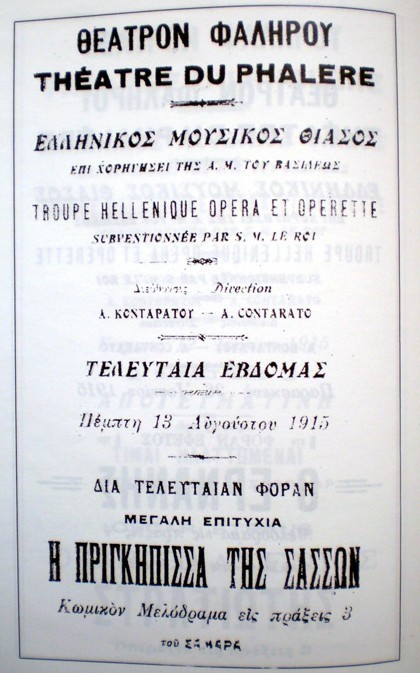 ΘΕΑΤΡΟΝ ΦΑΛΗΡΟΥ
THÉATRE DU PHALERE
ΕΛΛΗΝΙΚΟΣ ΜΟΥΣΙΚΟΣ ΘΙΑΣΟΣ
ΕΠΙ ΧΟΡΗΓΗΣΕΙ ΤΗΣ Α. Μ. ΤΟΥ ΒΑΣΙΛΕΩΣ
TROUPE HELLENIQUE OPERA ET OPERETTE
SUBVENTIONNÉE PAR S. M. LE ROI
Διεύθυνσις Direction
Α. ΚΟΝΤΑΡΑΤΟΥ — A. CONTARATO
ΤΕΛΕΥΤΑΙΑ ΕΒΔΟΜΑΣ
Πέμπτη 13 Αὐγούστου 1915
ΔΙΑ ΤΕΛΕΥΤΑΙΑΝ ΦΟΡΑΝ
ΜΕΓΑΛΗ ΕΠΙΤΥΧΙΑ
Η ΠΡΙΓΚΗΠΙΣΣΑ ΤΗΣ ΣΑΣΣΩΝ
Κωμικὸν Μελόδραμα εἰς πράξεις 3
τοῦ ΣΑΜΑΡΑ